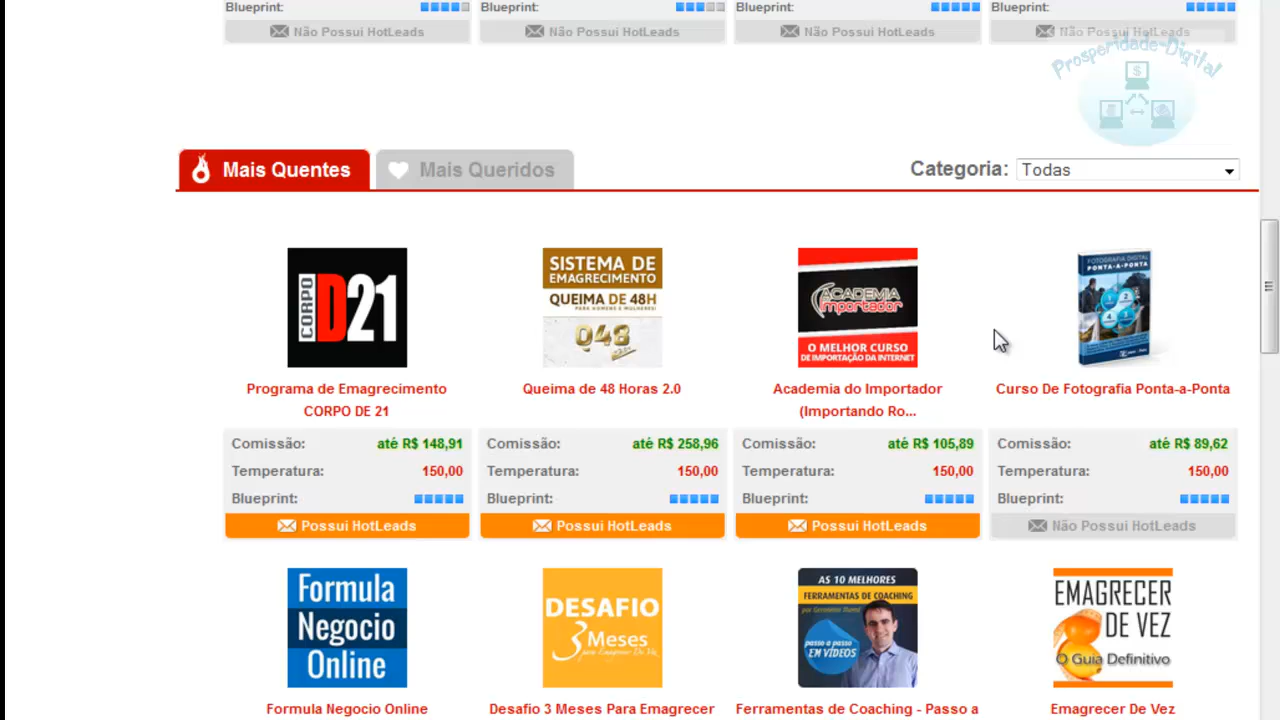 Blueprint: Blueprint: Blueprint: Blueprint:
Não Possui HotLeads Não Possui HotLeads Não Possui HotLeads Não Possui HotLeads
Prosperidade-Digital
Mais Quentes Mais Queridos Categoria: Todas
CORPO D21
SISTEMA DE
EMAGRECIMENTO
QUEIMA DE 48H
PARA HOMENS E MULHERES!
Q48
ACADEMIA
Importador
O MELHOR CURSO
DE IMPORTAÇÃO DA INTERNET
FOTOGRAFIA DIGITAL
PONTA-A-PONTA
Programa de Emagrecimento
CORPO DE 21
Queima de 48 Horas 2.0
Academia do Importador
(Importando Ro...
Curso De Fotografia Ponta-a-Ponta
Comissão: até R$ 148,91 Comissão: até R$ 258,96 Comissão: até R$ 105,89 Comissão: até R$ 89,62
Temperatura: 150,00 Temperatura: 150,00 Temperatura: 150,00 Temperatura: 150,00
Blueprint: Blueprint: Blueprint: Blueprint:
Possui HotLeads Possui HotLeads Possui HotLeads Não Possui HotLeads
Formula
Negocio
Online
DESAFIO
3 Meses
para Emagrecer De Vez
AS 10 MELHORES
FERRAMENTAS DE COACHING
passo a passo
EM VÍDEOS
EMAGRECER
DE VEZ
O Guia Definitivo
Formula Negocio Online Desafio 3 Meses Para Emagrecer Ferramentas de Coaching - Passo a Emagrecer De Vez